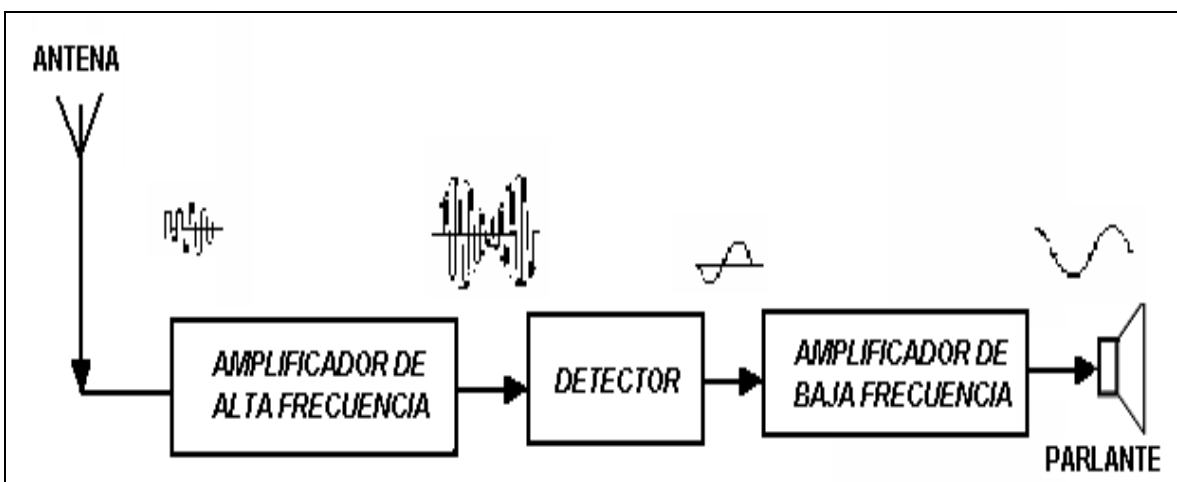 ANTENA
AMPLIFICADOR DE
ALTA FRECUENCIA
DETECTOR
AMPLIFICADOR DE
BAJA FRECUENCIA
PARLANTE